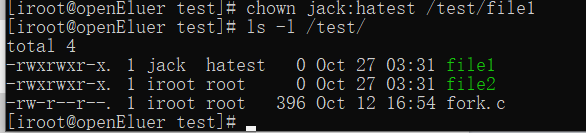 [iroot@openEluer test]# chown jack:hatest /test/file1
[iroot@openEluer test]# ls -l /test/
total 4
-rwxrwxr-x. 1 jack  hatest   0 Oct 27 03:31 file1
-rwxrwxr-x. 1 iroot root     0 Oct 27 03:31 file2
-rw-r--r--. 1 iroot root   396 Oct 12 16:54 fork.c
[iroot@openEluer test]#